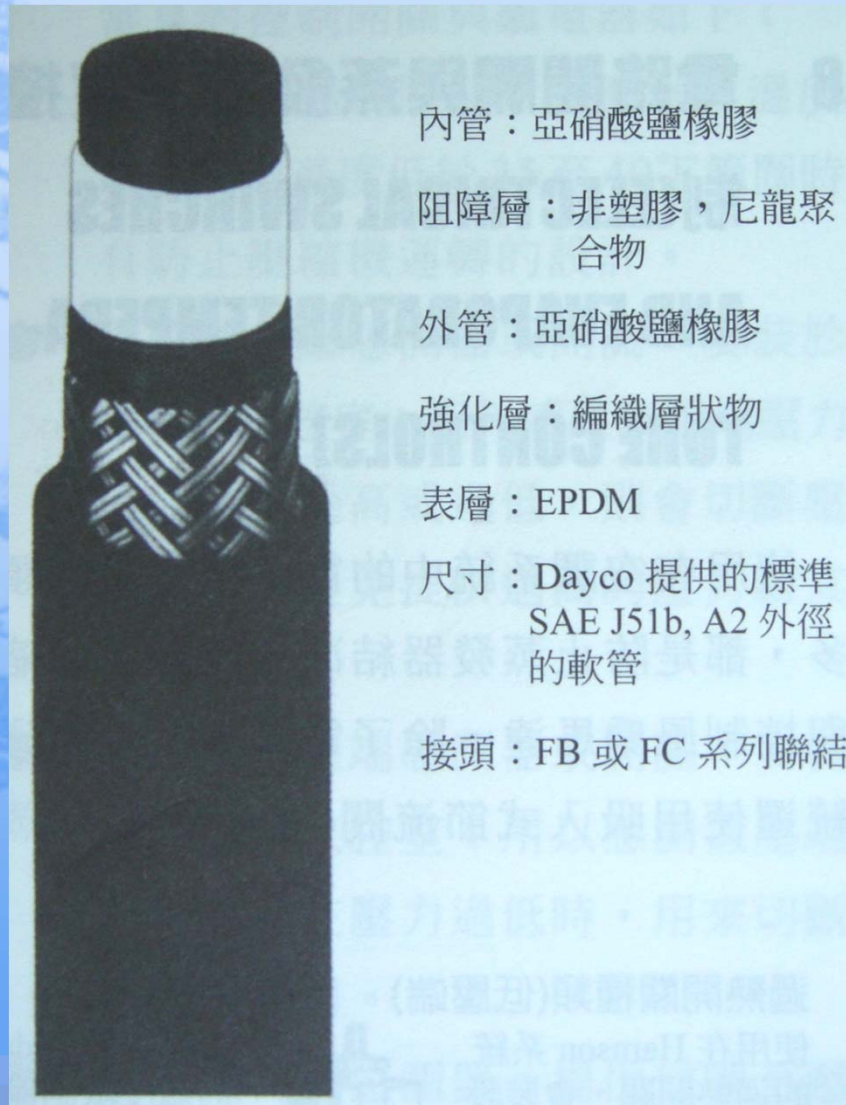 內管：亞硝酸鹽橡膠
阻障層：非塑膠，尼龍聚
合物
外管：亞硝酸鹽橡膠
強化層：編織層狀物
表層：EPDM
尺寸：Dayco 提供的標準
SAE J51b, A2 外徑
的軟管
接頭：FB 或 FC 系列聯結